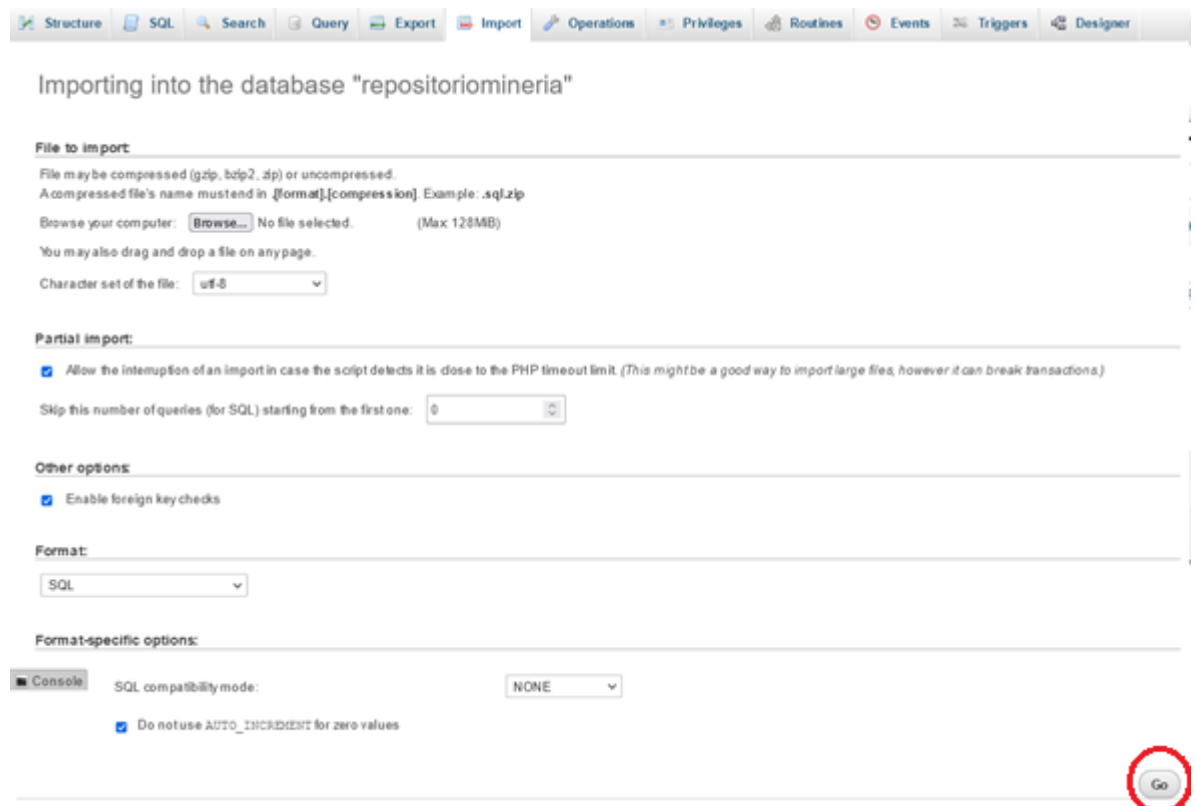 Structure SQL Search Query Export Import Operations Privileges Routines Events Triggers Designer
Importing into the database "repositoriomineria"
File to import:
File may be compressed (gzip, bzip2, zip) or uncompressed.
A compressed file's name must end in .[format].[compression]. Example: .sql.zip
Browse your computer: Browse... No file selected. (Max: 128MiB)
You may also drag and drop a file on any page.
Character set of the file: utf-8
Partial import:
Allow the interruption of an import in case the script detects it is close to the PHP timeout limit. (This might be a good way to import large files, however it can break transactions.)
Skip this number of queries (for SQL) starting from the first one: 0
Other options:
Enable foreign key checks
Format:
SQL
Format-specific options:
Console
SQL compatibility mode: NONE
Do not use AUTO_INCREMENT for zero values
Go